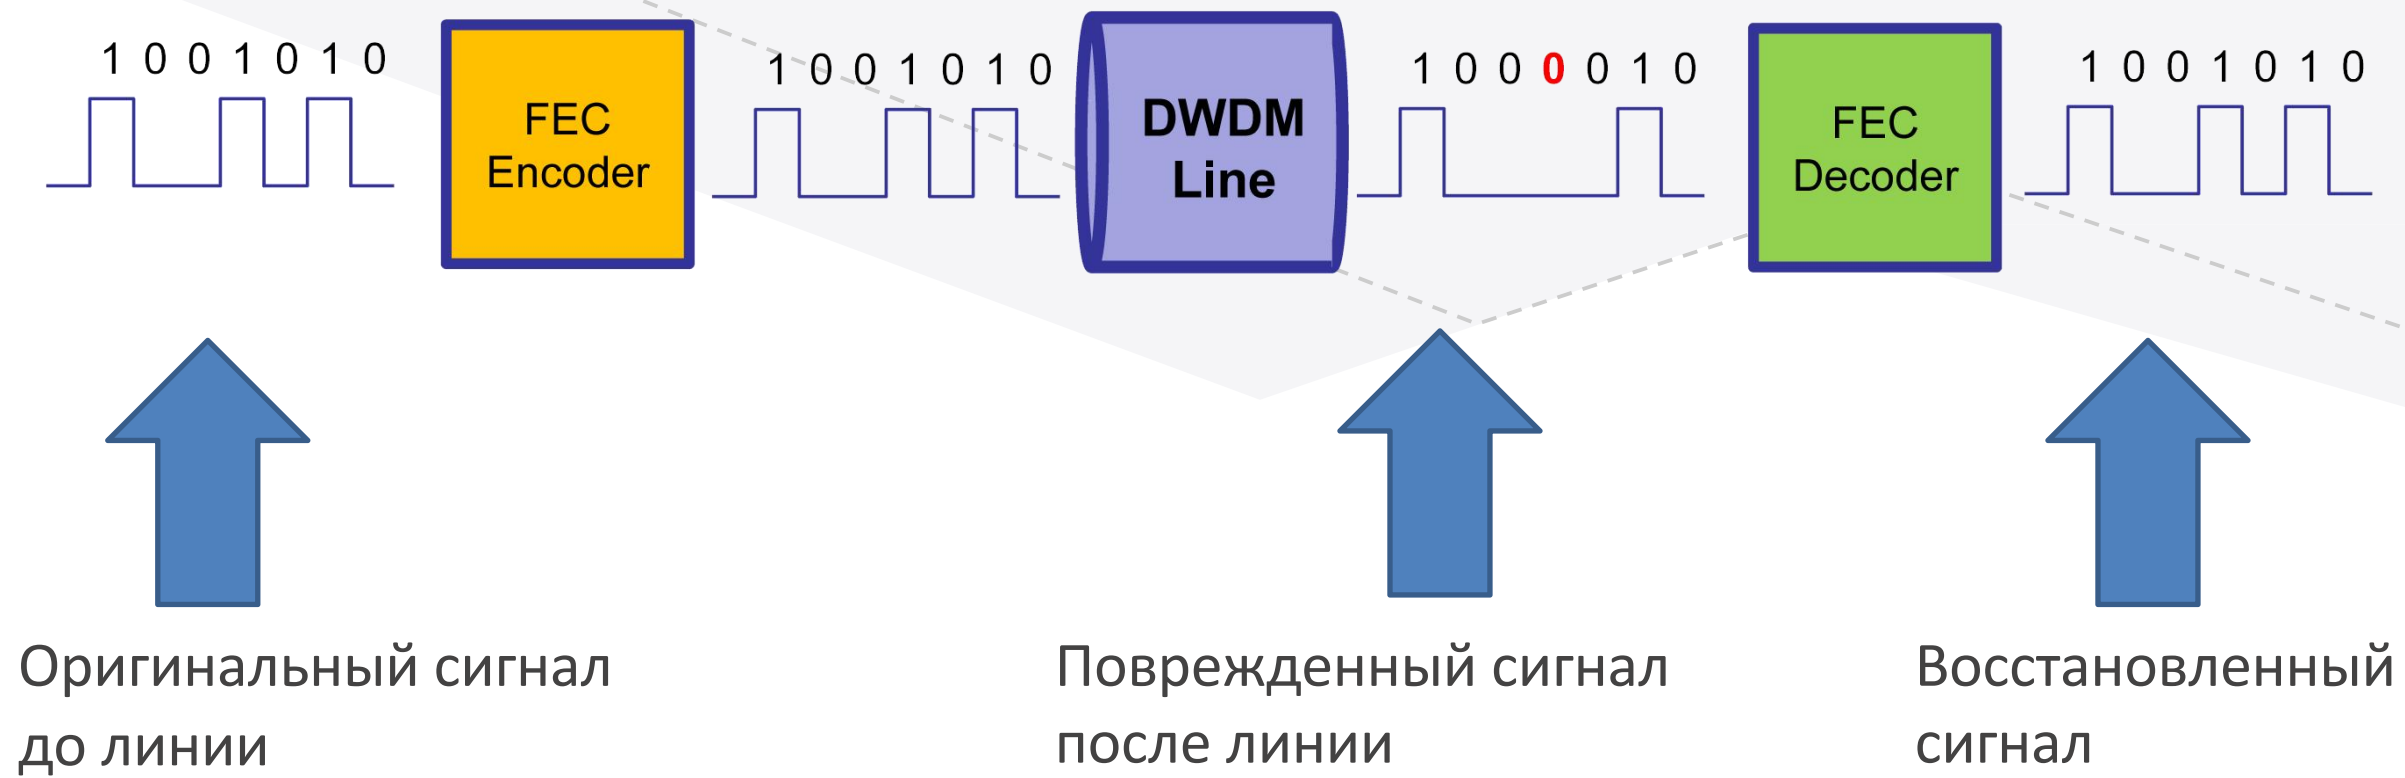 1 0 0 1 0 1 0
FEC
Encoder
1 0 0 1 0 1 0
DWDM
Line
1 0 0 0 0 1 0
FEC
Decoder
1 0 0 1 0 1 0
Оригинальный сигнал
до линии
Поврежденный сигнал
после линии
Восстановленный
сигнал